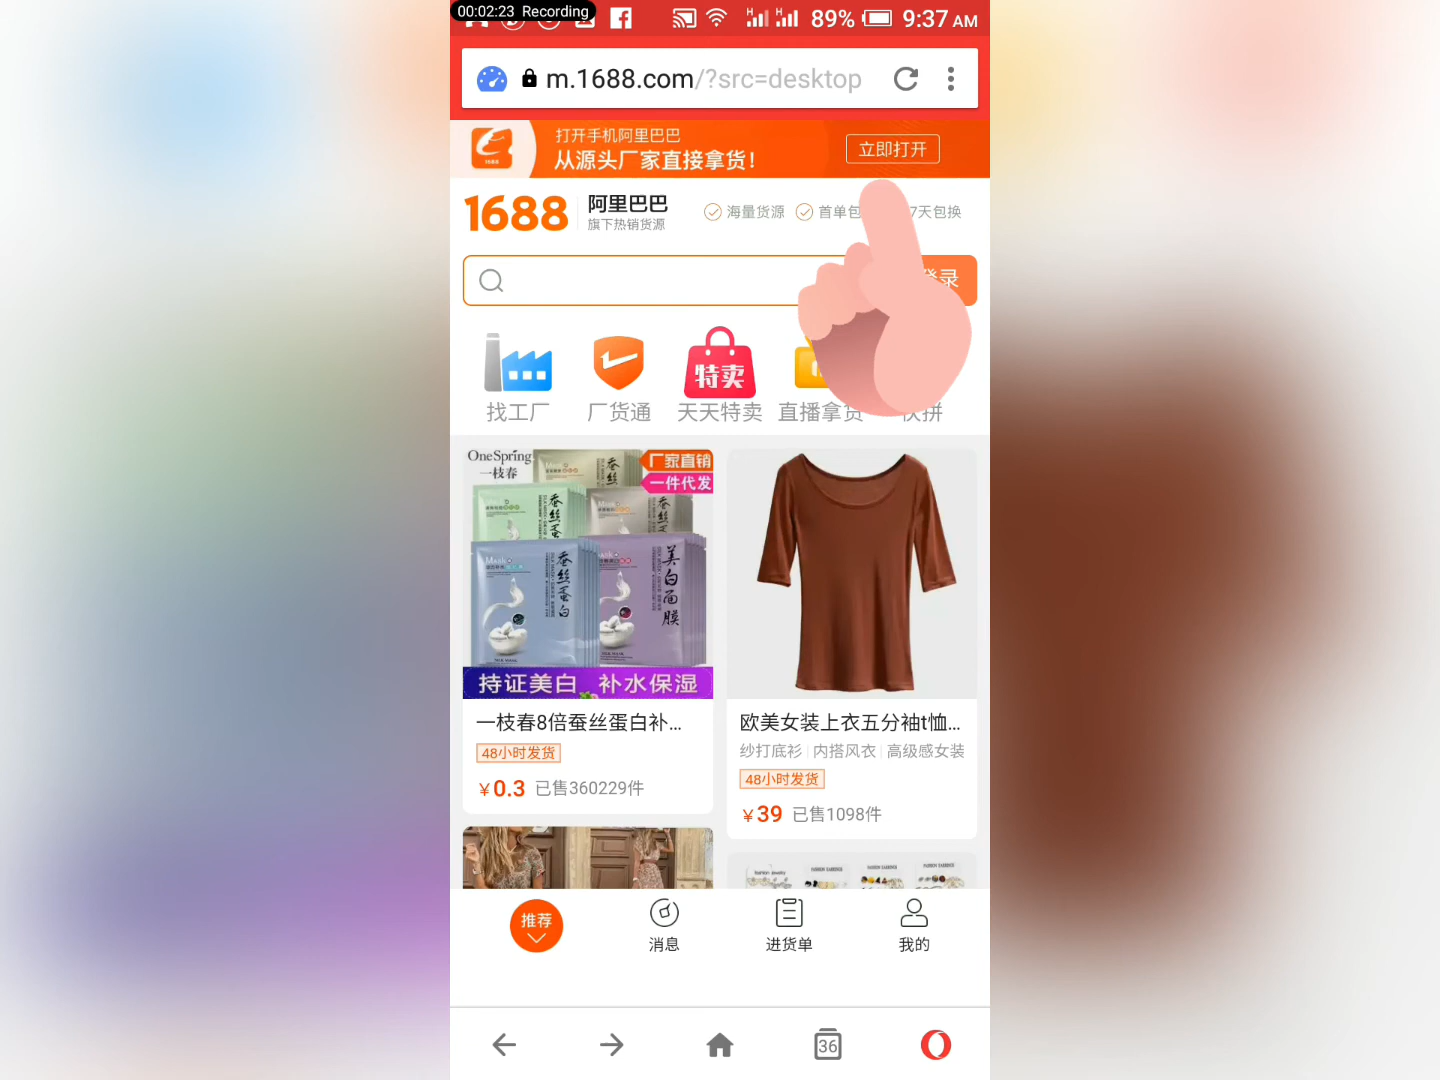 00:02:23 Recording
89% 9:37 AM
m.1688.com/?src=desktop
打开手机阿里巴巴
从源头厂家直接拿货!
立即打开
1688
阿里巴巴
旗下热销货源
海量货源 首单包 7天包换
登录
特卖
找工厂 厂货通 天天特卖 直播拿货 伙拼
OneSpring
一枝春
厂家直销
一件代发
蚕丝蛋白
美白面膜
持证美白 补水保湿
一枝春8倍蚕丝蛋白补...
48小时发货
¥0.3 已售360229件
欧美女装上衣五分袖t恤...
纱打底衫 内搭风衣 高级感女装
48小时发货
¥39 已售1098件
推荐
消息
进货单
我的
36